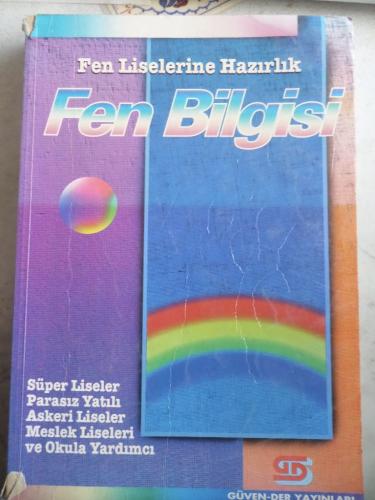 Fen Liselerine Hazırlık
Fen Bilgisi
Süper Liseler
Parasız Yatılı
Askeri Liseler
Meslek Liseleri
ve Okula Yardımcı
GÜVEN-DER YAYINLARI